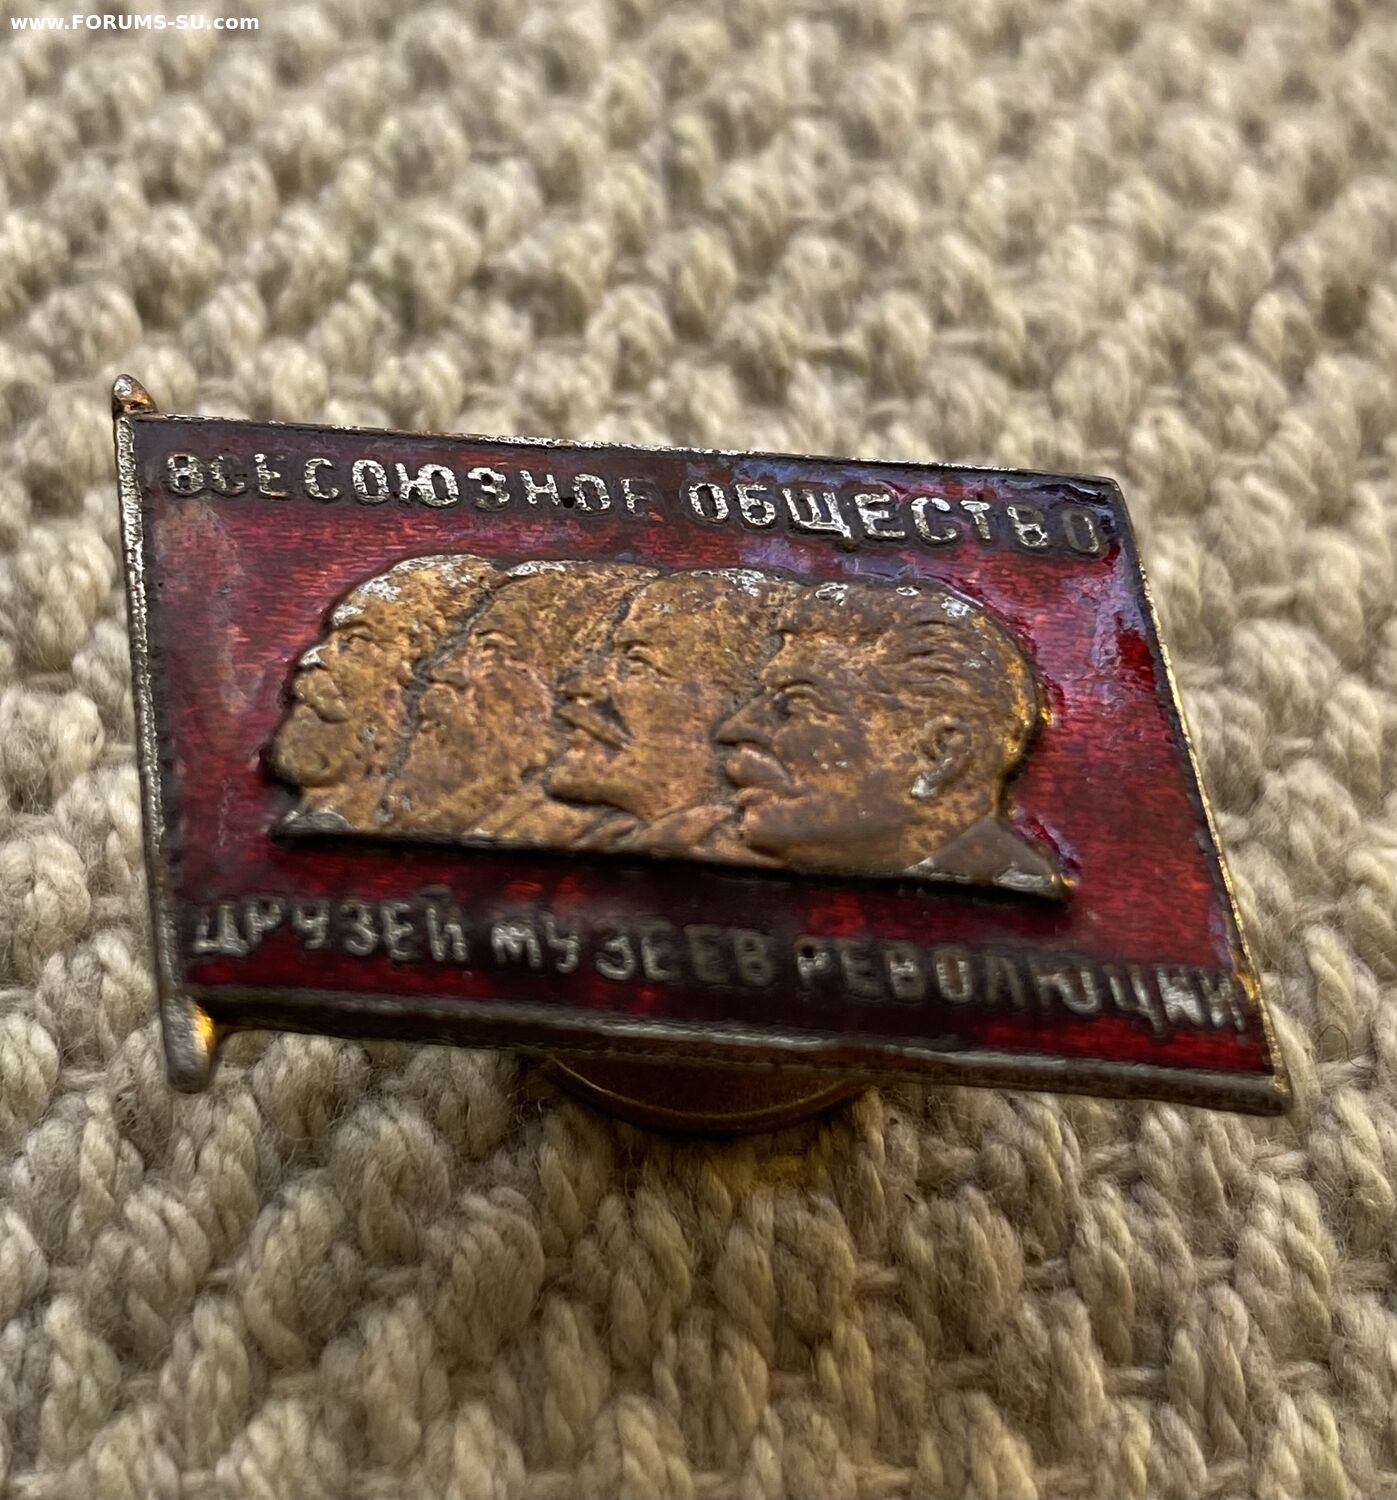 www.FORUMS-SU.com
ВСЕСОЮЗНОЕ ОБЩЕСТВО
ДРУЗЕЙ МУЗЕЕВ РЕВОЛЮЦИИ